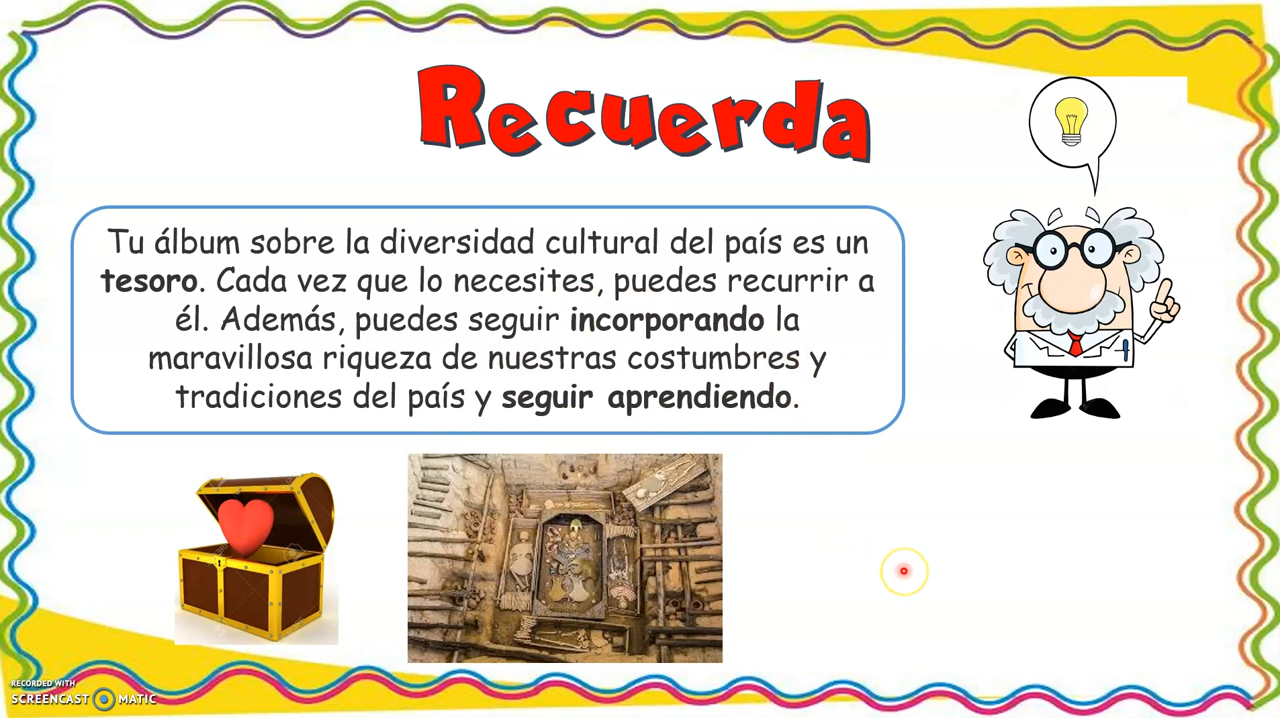 Recuerda
Tu álbum sobre la diversidad cultural del país es un
tesoro. Cada vez que lo necesites, puedes recurrir a
él. Además, puedes seguir incorporando la
maravillosa riqueza de nuestras costumbres y
tradiciones del país y seguir aprendiendo.
RECORDED WITH
SCREENCAST MATIC